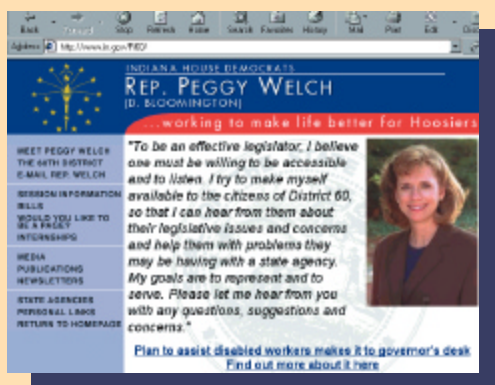 Back
Stop
Refresh
Home
Search
Favorites
History
Mail
Print
Edit
Address
INDIANA HOUSE DEMOCRATS
REP. PEGGY WELCH
(D. BLOOMINGTON)
...working to make life better for Hoosiers
MEET PEGGY WELCH
THE 60TH DISTRICT
E-MAIL REP. WELCH
SESSION INFORMATION
BILLS
WOULD YOU LIKE TO
BE A PAGE?
INTERNSHIPS
MEDIA
PUBLICATIONS
NEWSLETTERS
STATE AGENCIES
PERSONAL LINKS
RETURN TO HOMEPAGE
"To be an effective legislator, I believe
one must be willing to be accessible
and to listen. I try to make myself
available to the citizens of District 60,
so that I can hear from them about
their legislative issues and concerns
and help them with problems they
may be having with a state agency.
My goals are to represent and to
serve. Please let me hear from you
with any questions, suggestions and
concerns."
Plan to assist disabled workers makes it to governor's desk
Find out more about it here